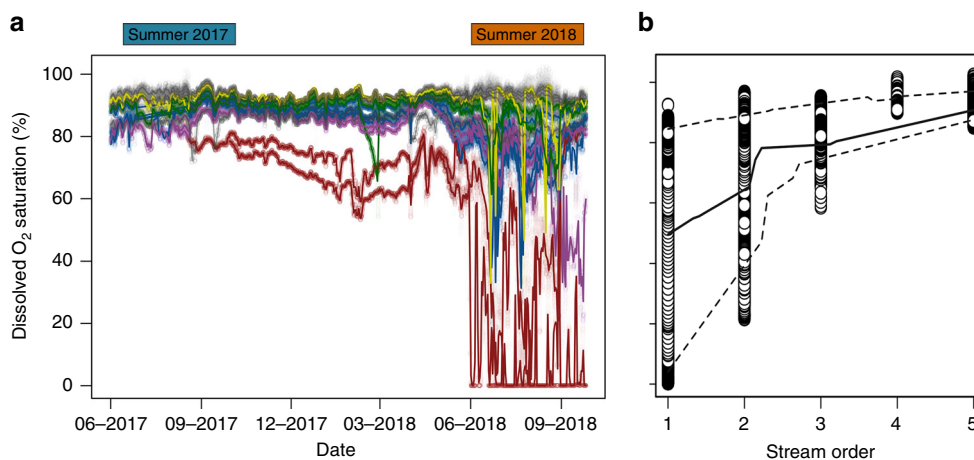 a
Summer 2017
Summer 2018
b
Dissolved O2 saturation (%)
100
80
60
40
20
0
06–2017
09–2017
12–2017
03–2018
06–2018
09–2018
Date
1
2
3
4
5
Stream order